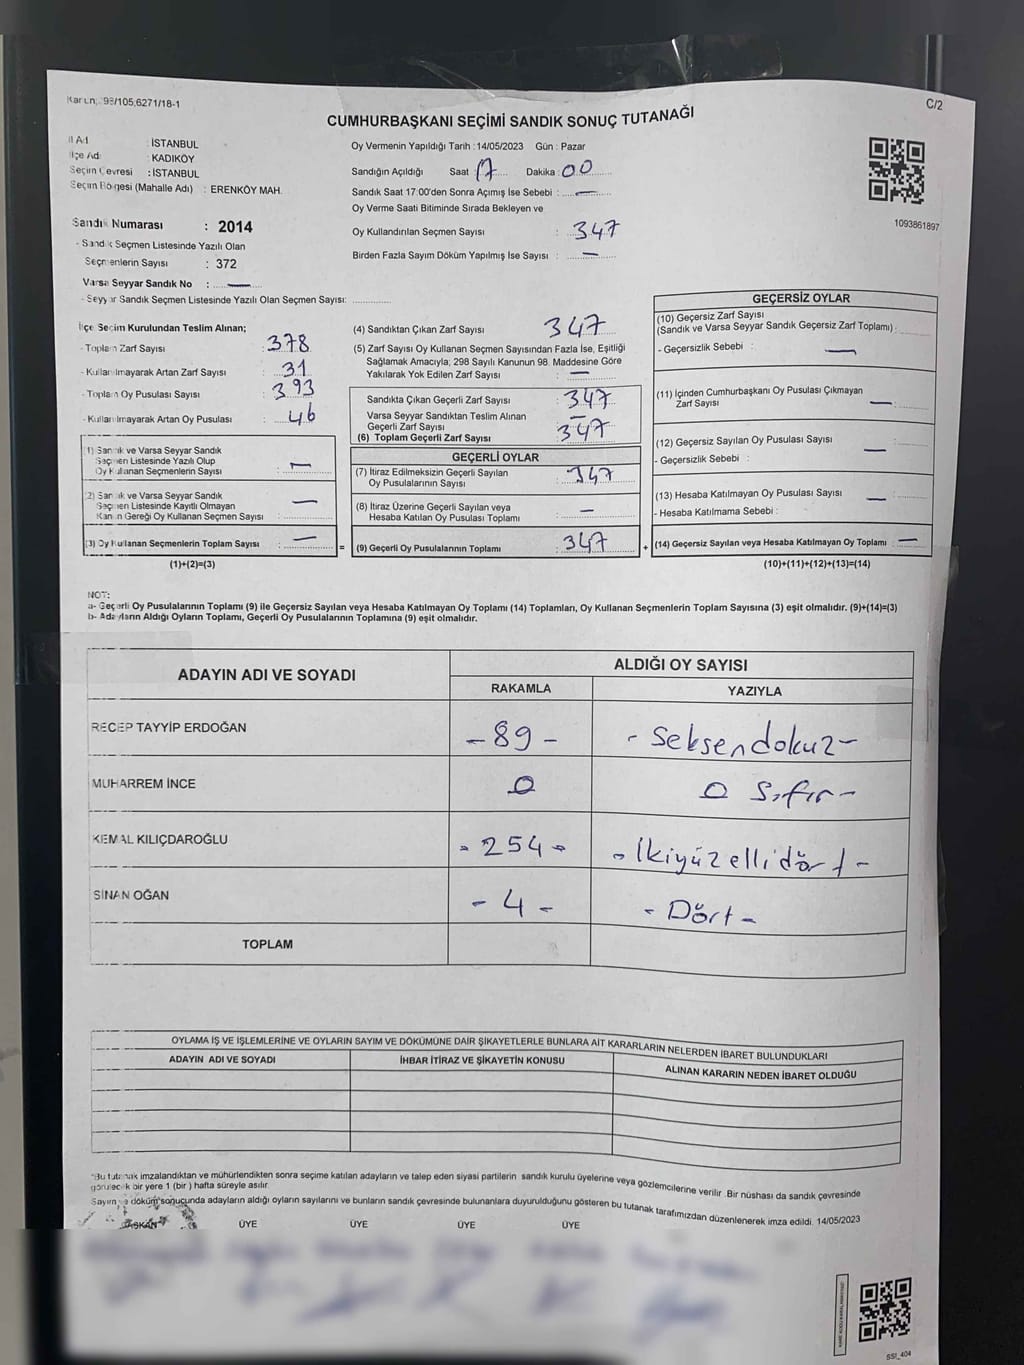 Karar No: 98/105,6271/18-1
C/2
CUMHURBAŞKANI SEÇİMİ SANDIK SONUÇ TUTANAĞI
İl Adı : İSTANBUL
İlçe Adı : KADIKÖY
Seçim Çevresi : İSTANBUL
Seçim Bölgesi (Mahalle Adı) : ERENKÖY MAH.
Sandık Numarası : 2014
- Sandık Seçmen Listesinde Yazılı Olan
Seçmenlerin Sayısı : 372
Varsa Seyyar Sandık No : —
- Seyyar Sandık Seçmen Listesinde Yazılı Olan Seçmen Sayısı:
Oy Vermenin Yapıldığı Tarih : 14/05/2023 Gün : Pazar
Sandığın Açıldığı Saat 17 Dakika : 00
Sandık Saat 17:00'den Sonra Açımış İse Sebebi : —
Oy Verme Saati Bitiminde Sırada Bekleyen ve
Oy Kullandırılan Seçmen Sayısı : 347
Birden Fazla Sayım Döküm Yapılmış İse Sayısı : —
1093861897
İlçe Seçim Kurulundan Teslim Alınan;
- Toplam Zarf Sayısı : 378
- Kullanılmayarak Artan Zarf Sayısı : 31
- Toplam Oy Pusulası Sayısı : 393
- Kullanılmayarak Artan Oy Pusulası : 46
(1) Sandık ve Varsa Seyyar Sandık
Seçmen Listesinde Yazılı Olup
Oy Kullanan Seçmenlerin Sayısı : —
(2) Sandık ve Varsa Seyyar Sandık
Seçmen Listesinde Kayıtlı Olmayan
Kanun Gereği Oy Kullanan Seçmen Sayısı : —
(3) Oy Kullanan Seçmenlerin Toplam Sayısı : —
(1)+(2)=(3)
(4) Sandıktan Çıkan Zarf Sayısı 347
(5) Zarf Sayısı Oy Kullanan Seçmen Sayısından Fazla İse, Eşitliği
Sağlamak Amacıyla; 298 Sayılı Kanunun 98. Maddesine Göre
Yakılarak Yok Edilen Zarf Sayısı : —
Sandıkta Çıkan Geçerli Zarf Sayısı : 347
Varsa Seyyar Sandıktan Teslim Alınan
Geçerli Zarf Sayısı : —
(6) Toplam Geçerli Zarf Sayısı : 347
GEÇERLİ OYLAR
(7) İtiraz Edilmeksizin Geçerli Sayılan
Oy Pusulalarının Sayısı : 347
(8) İtiraz Üzerine Geçerli Sayılan veya
Hesaba Katılan Oy Pusulası Toplamı : —
= (9) Geçerli Oy Pusulalarının Toplamı : 347
GEÇERSİZ OYLAR
(10) Geçersiz Zarf Sayısı
(Sandık ve Varsa Seyyar Sandık Geçersiz Zarf Toplamı) :
- Geçersizlik Sebebi : —
(11) İçinden Cumhurbaşkanı Oy Pusulası Çıkmayan
Zarf Sayısı —
(12) Geçersiz Sayılan Oy Pusulası Sayısı
- Geçersizlik Sebebi : —
(13) Hesaba Katılmayan Oy Pusulası Sayısı —
- Hesaba Katılmama Sebebi :
+ (14) Geçersiz Sayılan veya Hesaba Katılmayan Oy Toplamı : —
(10)+(11)+(12)+(13)=(14)
NOT:
a- Geçerli Oy Pusulalarının Toplamı (9) ile Geçersiz Sayılan veya Hesaba Katılmayan Oy Toplamı (14) Toplamları, Oy Kullanan Seçmenlerin Toplam Sayısına (3) eşit olmalıdır. (9)+(14)=(3)
b- Adayların Aldığı Oyların Toplamı, Geçerli Oy Pusulalarının Toplamına (9) eşit olmalıdır.
ADAYIN ADI VE SOYADI ALDIĞI OY SAYISI
RAKAMLA YAZIYLA
RECEP TAYYİP ERDOĞAN - 89 - - Seksendokuz -
MUHARREM İNCE 0 0 Sıfır -
KEMAL KILIÇDAROĞLU - 254 - - İkiyüzellidört -
SİNAN OĞAN - 4 - - Dört -
TOPLAM
OYLAMA İŞ VE İŞLEMLERİNE VE OYLARIN SAYIM VE DÖKÜMÜNE DAİR ŞİKAYETLERLE BUNLARA AİT KARARLARIN NELERDEN İBARET BULUNDUKLARI
ADAYIN ADI VE SOYADI İHBAR İTİRAZ VE ŞİKAYETİN KONUSU ALINAN KARARIN NEDEN İBARET OLDUĞU
*Bu tutanak imzalandıktan ve mühürlendikten sonra seçime katılan adayların ve talep eden siyasi partilerin sandık kurulu üyelerine veya gözlemcilerine verilir. Bir nüshası da sandık çevresinde
görülecek bir yere 1 (bir ) hafta süreyle asılır.
Sayım ve döküm sonucunda adayların aldığı oyların sayılarını ve bunların sandık çevresinde bulunanlara duyurulduğunu gösteren bu tutanak tarafımızdan düzenlenerek imza edildi. 14/05/2023
BAŞKAN ÜYE ÜYE ÜYE ÜYE
SSI_404